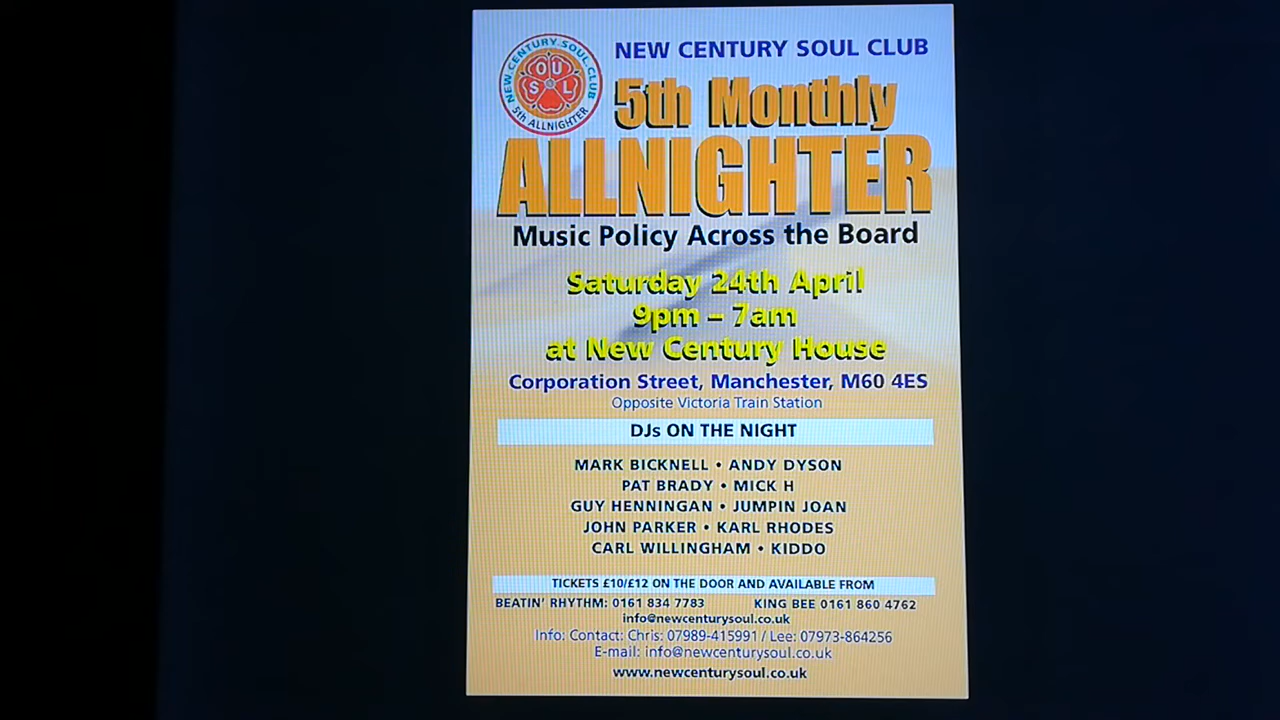 NEW CENTURY SOUL CLUB
SOUL
5th ALLNIGHTER
NEW CENTURY SOUL CLUB
5th Monthly
ALLNIGHTER
Music Policy Across the Board
Saturday 24th April
9pm – 7am
at New Century House
Corporation Street, Manchester, M60 4ES
Opposite Victoria Train Station
DJs ON THE NIGHT
MARK BICKNELL • ANDY DYSON
PAT BRADY • MICK H
GUY HENNINGAN • JUMPIN JOAN
JOHN PARKER • KARL RHODES
CARL WILLINGHAM • KIDDO
TICKETS £10/£12 ON THE DOOR AND AVAILABLE FROM
BEATIN' RHYTHM: 0161 834 7783 KING BEE 0161 860 4762
info@newcenturysoul.co.uk
Info: Contact: Chris: 07989-415991 / Lee: 07973-864256
E-mail: info@newcenturysoul.co.uk
www.newcenturysoul.co.uk